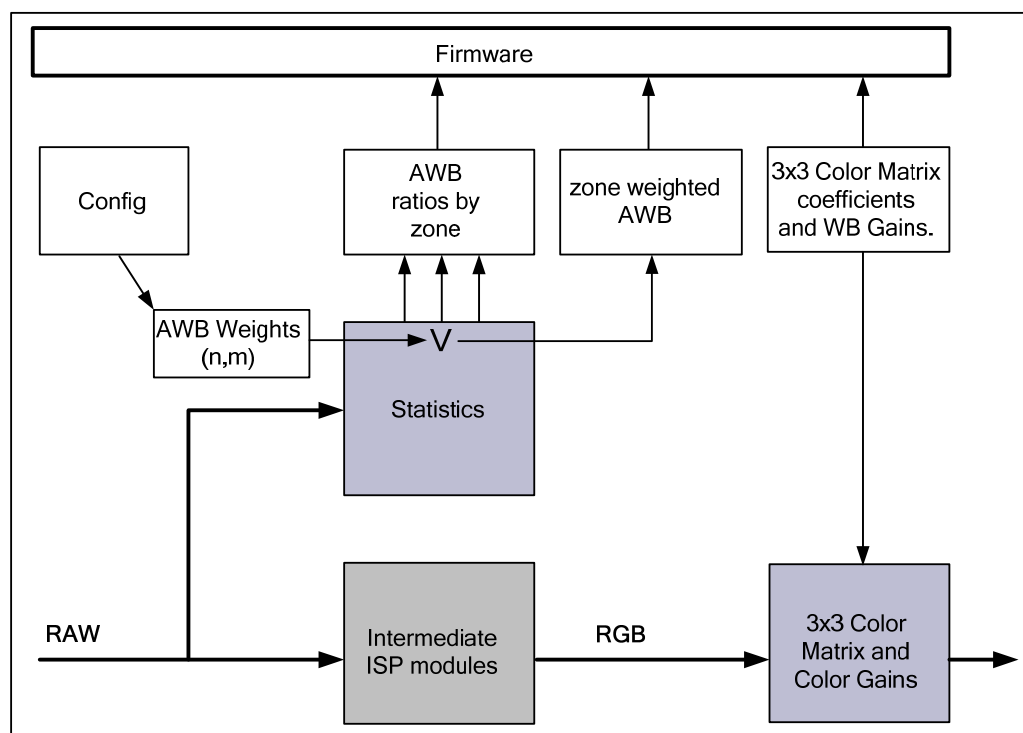 Firmware
Config
AWB
ratios by
zone
zone weighted
AWB
3x3 Color Matrix
coefficients
and WB Gains.
AWB Weights
(n,m)
V
Statistics
RAW
Intermediate
ISP modules
RGB
3x3 Color
Matrix and
Color Gains